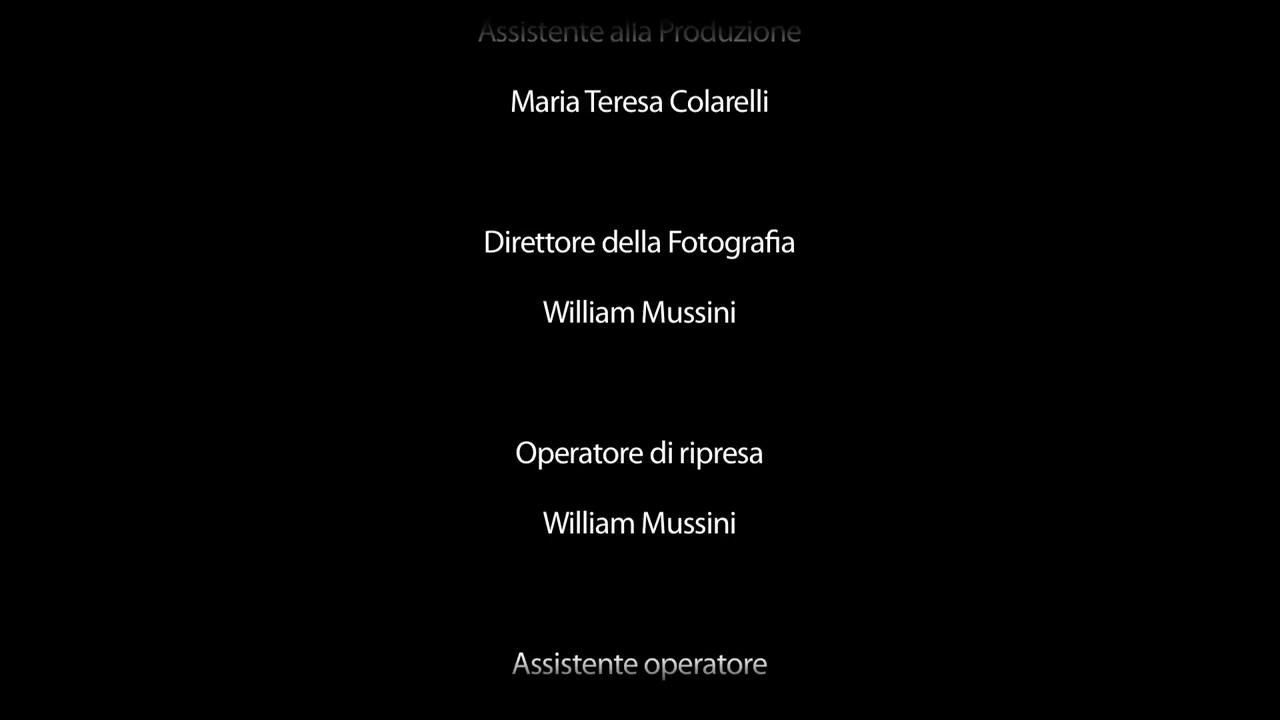 Assistente alla Produzione
Maria Teresa Colarelli
Direttore della Fotografia
William Mussini
Operatore di ripresa
William Mussini
Assistente operatore